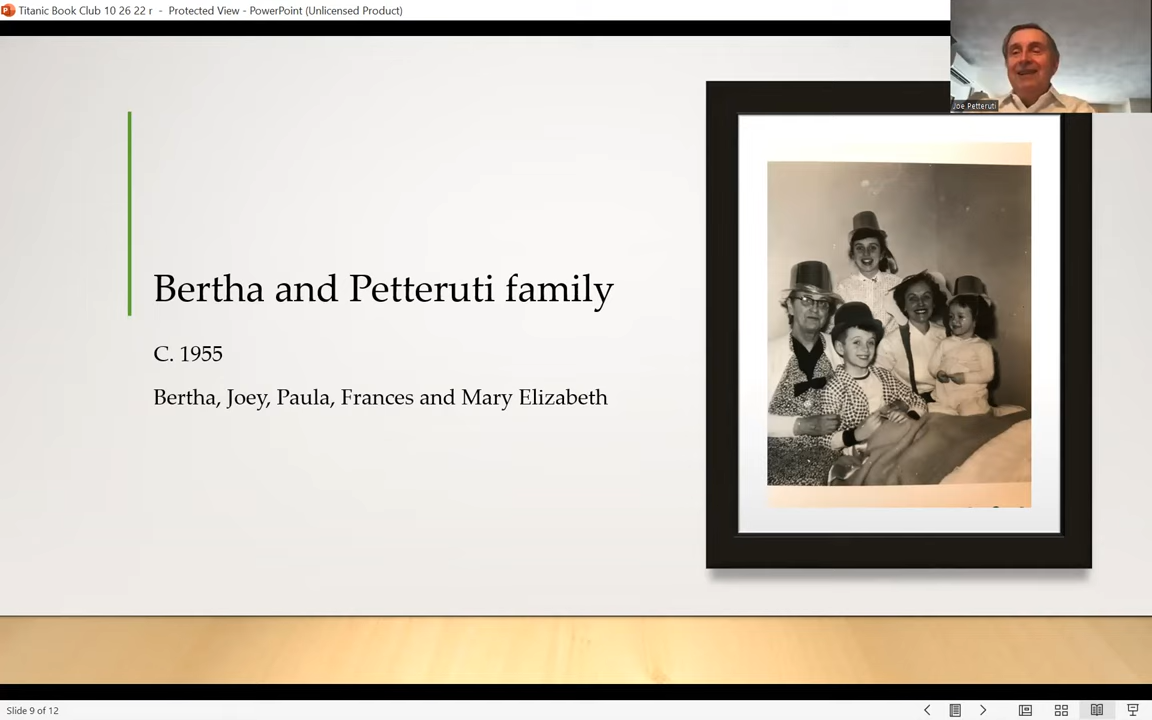 Titanic Book Club 10 26 22 r - Protected View - PowerPoint (Unlicensed Product)
Joe Petteruti
Bertha and Petteruti family
C. 1955
Bertha, Joey, Paula, Frances and Mary Elizabeth
Slide 9 of 12